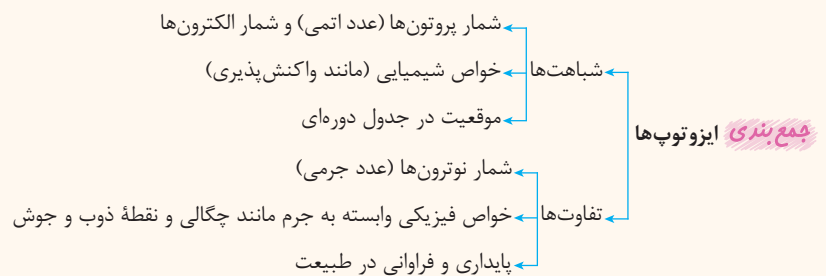 جمع بندی ایزوتوپ‌ها
شباهت‌ها
شمار پروتون‌ها (عدد اتمی) و شمار الکترون‌ها
خواص شیمیایی (مانند واکنش‌پذیری)
موقعیت در جدول دوره‌ای
تفاوت‌ها
شمار نوترون‌ها (عدد جرمی)
خواص فیزیکی وابسته به جرم مانند چگالی و نقطهٔ ذوب و جوش
پایداری و فراوانی در طبیعت